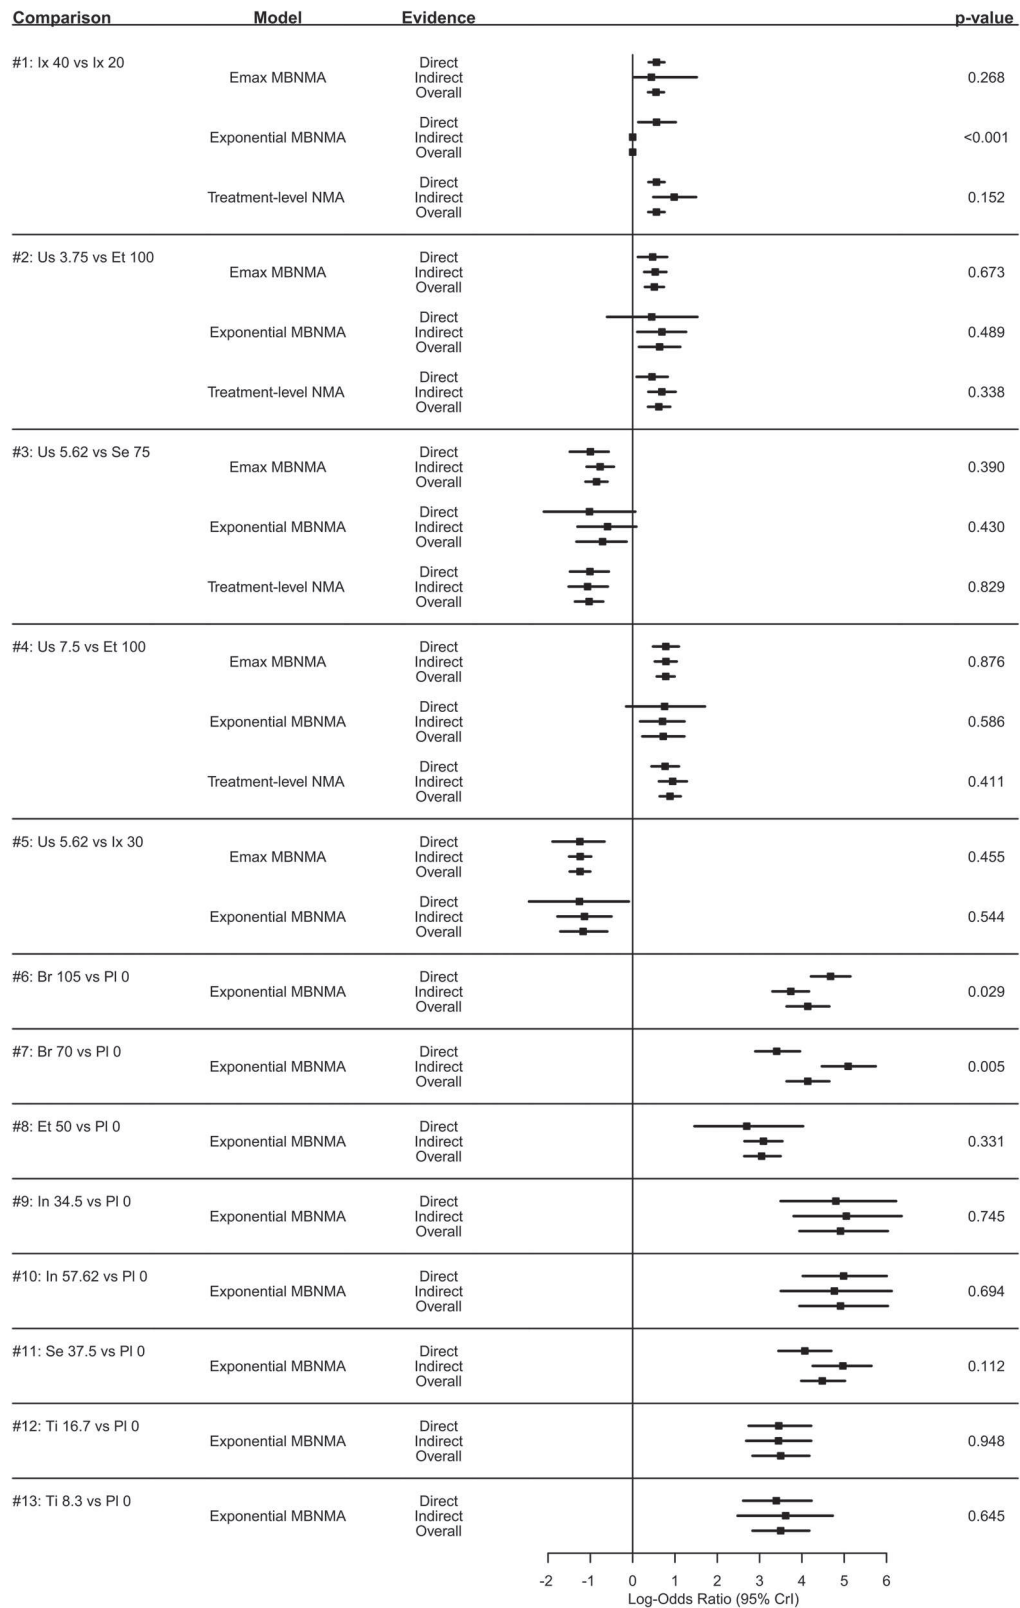 Comparison Model Evidence p-value
#1: Ix 40 vs Ix 20 Direct
Emax MBNMA Indirect 0.268
Overall
Direct
Exponential MBNMA Indirect <0.001
Overall
Direct
Treatment-level NMA Indirect 0.152
Overall
#2: Us 3.75 vs Et 100 Direct
Emax MBNMA Indirect 0.673
Overall
Direct
Exponential MBNMA Indirect 0.489
Overall
Direct
Treatment-level NMA Indirect 0.338
Overall
#3: Us 5.62 vs Se 75 Direct
Emax MBNMA Indirect 0.390
Overall
Direct
Exponential MBNMA Indirect 0.430
Overall
Direct
Treatment-level NMA Indirect 0.829
Overall
#4: Us 7.5 vs Et 100 Direct
Emax MBNMA Indirect 0.876
Overall
Direct
Exponential MBNMA Indirect 0.586
Overall
Direct
Treatment-level NMA Indirect 0.411
Overall
#5: Us 5.62 vs Ix 30 Direct
Emax MBNMA Indirect 0.455
Overall
Direct
Exponential MBNMA Indirect 0.544
Overall
#6: Br 105 vs Pl 0 Direct
Exponential MBNMA Indirect 0.029
Overall
#7: Br 70 vs Pl 0 Direct
Exponential MBNMA Indirect 0.005
Overall
#8: Et 50 vs Pl 0 Direct
Exponential MBNMA Indirect 0.331
Overall
#9: In 34.5 vs Pl 0 Direct
Exponential MBNMA Indirect 0.745
Overall
#10: In 57.62 vs Pl 0 Direct
Exponential MBNMA Indirect 0.694
Overall
#11: Se 37.5 vs Pl 0 Direct
Exponential MBNMA Indirect 0.112
Overall
#12: Ti 16.7 vs Pl 0 Direct
Exponential MBNMA Indirect 0.948
Overall
#13: Ti 8.3 vs Pl 0 Direct
Exponential MBNMA Indirect 0.645
Overall
-2 -1 0 1 2 3 4 5 6
Log-Odds Ratio (95% CrI)